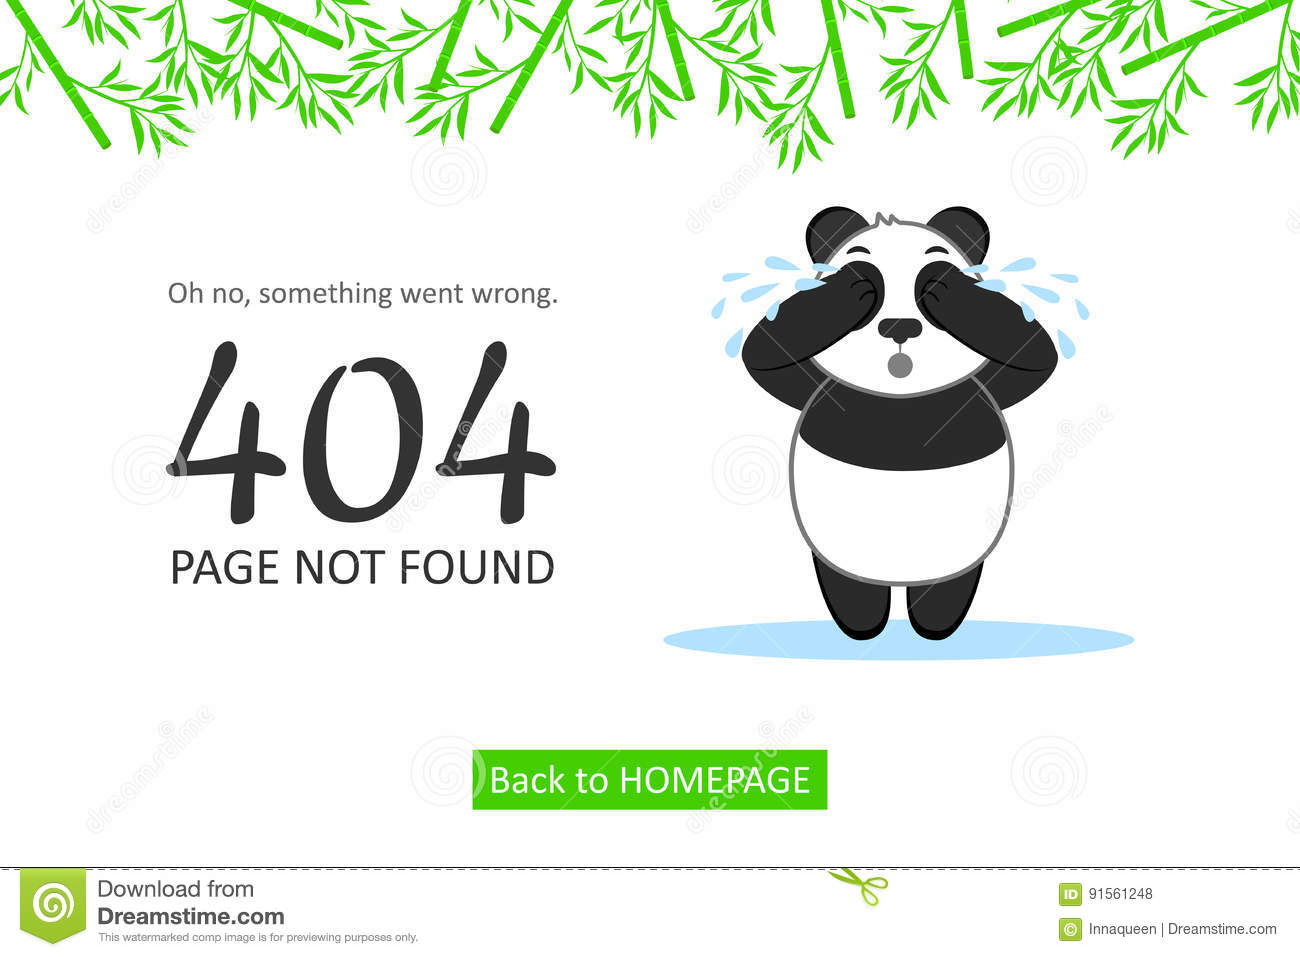 Oh no, something went wrong.
404
PAGE NOT FOUND
Back to HOMEPAGE
Download from
Dreamstime.com
This watermarked comp image is for previewing purposes only.
ID 91561248
© Innaqueen | Dreamstime.com
dreamstime